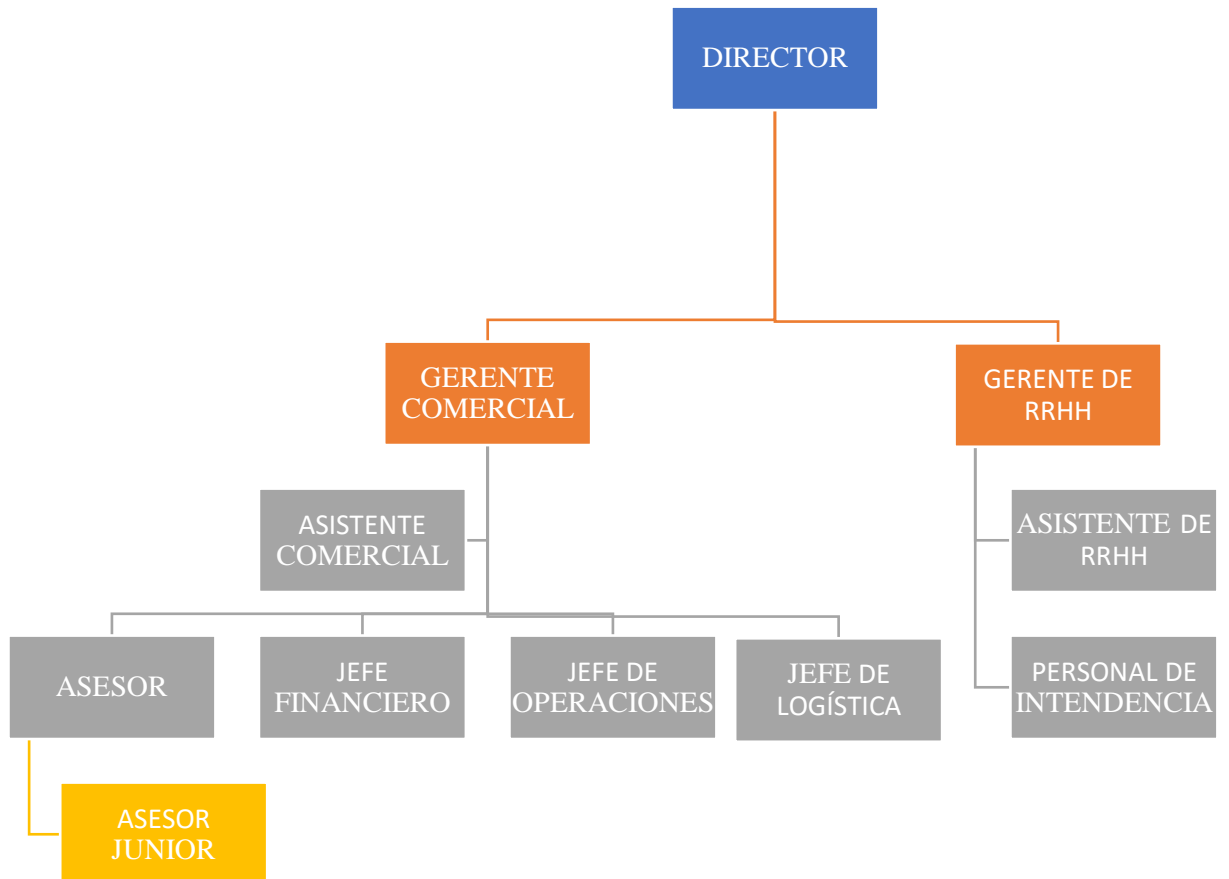 DIRECTOR
GERENTE
COMERCIAL
GERENTE DE
RRHH
ASISTENTE
COMERCIAL
ASISTENTE DE
RRHH
ASESOR
JEFE
FINANCIERO
JEFE DE
OPERACIONES
JEFE DE
LOGÍSTICA
PERSONAL DE
INTENDENCIA
ASESOR
JUNIOR